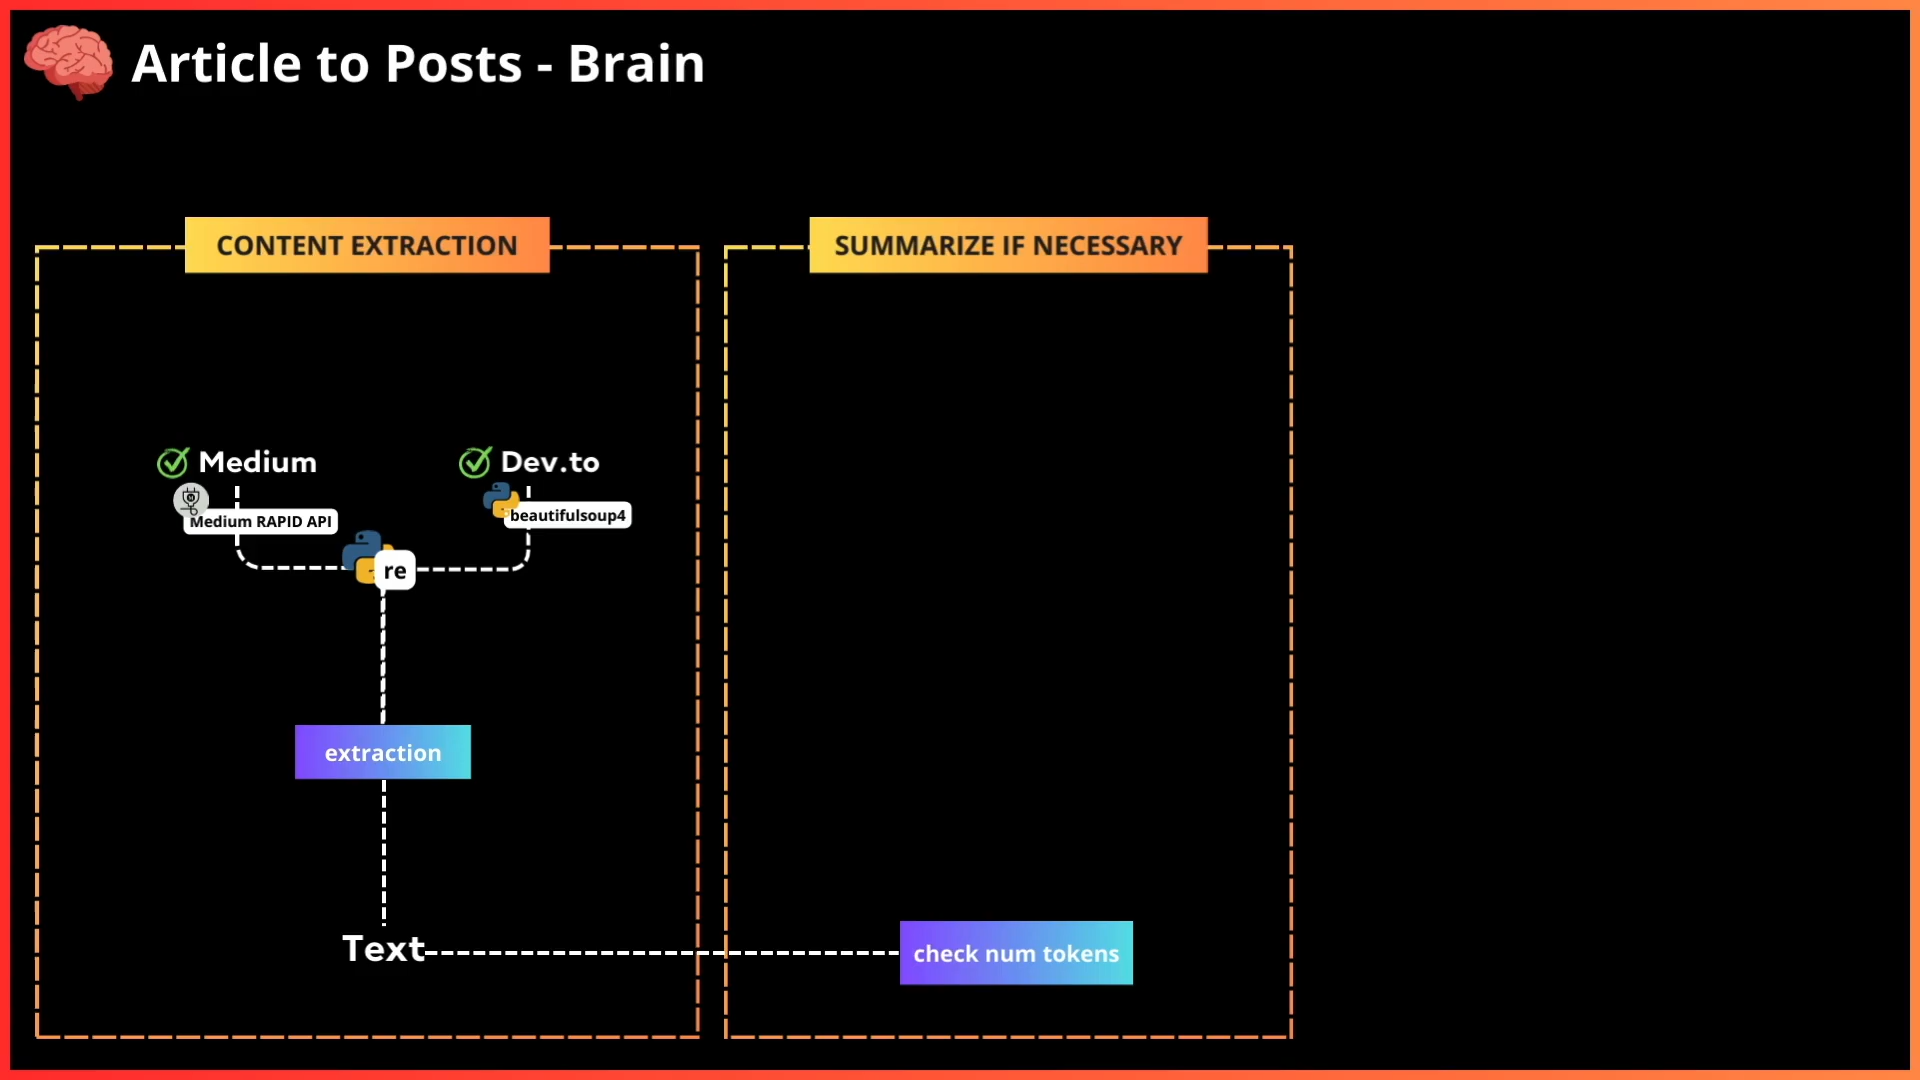 Article to Posts - Brain
CONTENT EXTRACTION
SUMMARIZE IF NECESSARY
Medium
Dev.to
Medium RAPID API
beautifulsoup4
re
extraction
Text
check num tokens